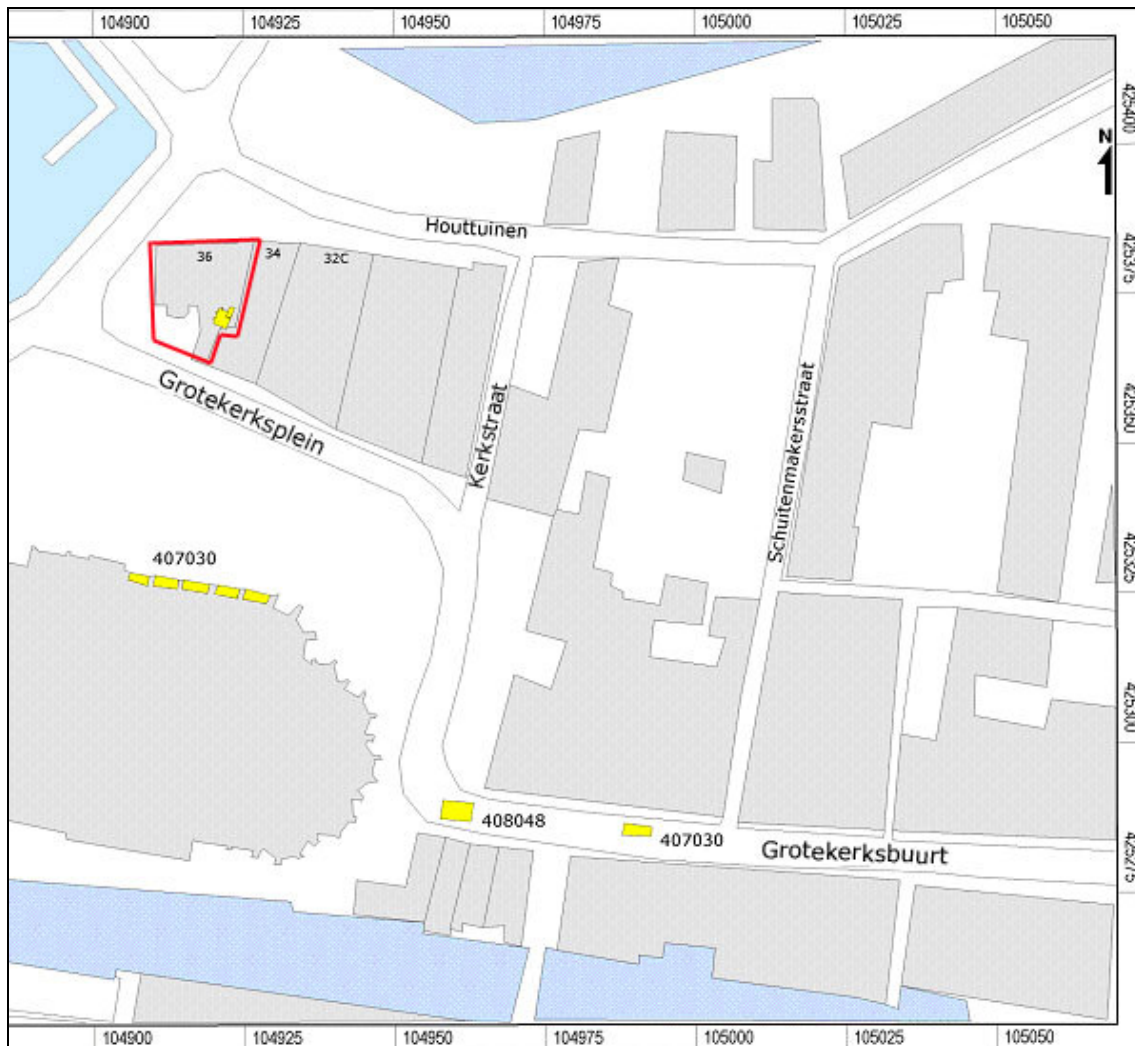 104900 104925 104950 104975 105000 105025 105050
425400
N
Houttuinen
36 34 32C
425375
Grotekerksplein
Kerkstraat
Schuitenmakersstraat
425350
407030
425325
425300
408048
407030
Grotekerksbuurt
425275
104900 104925 104950 104975 105000 105025 105050